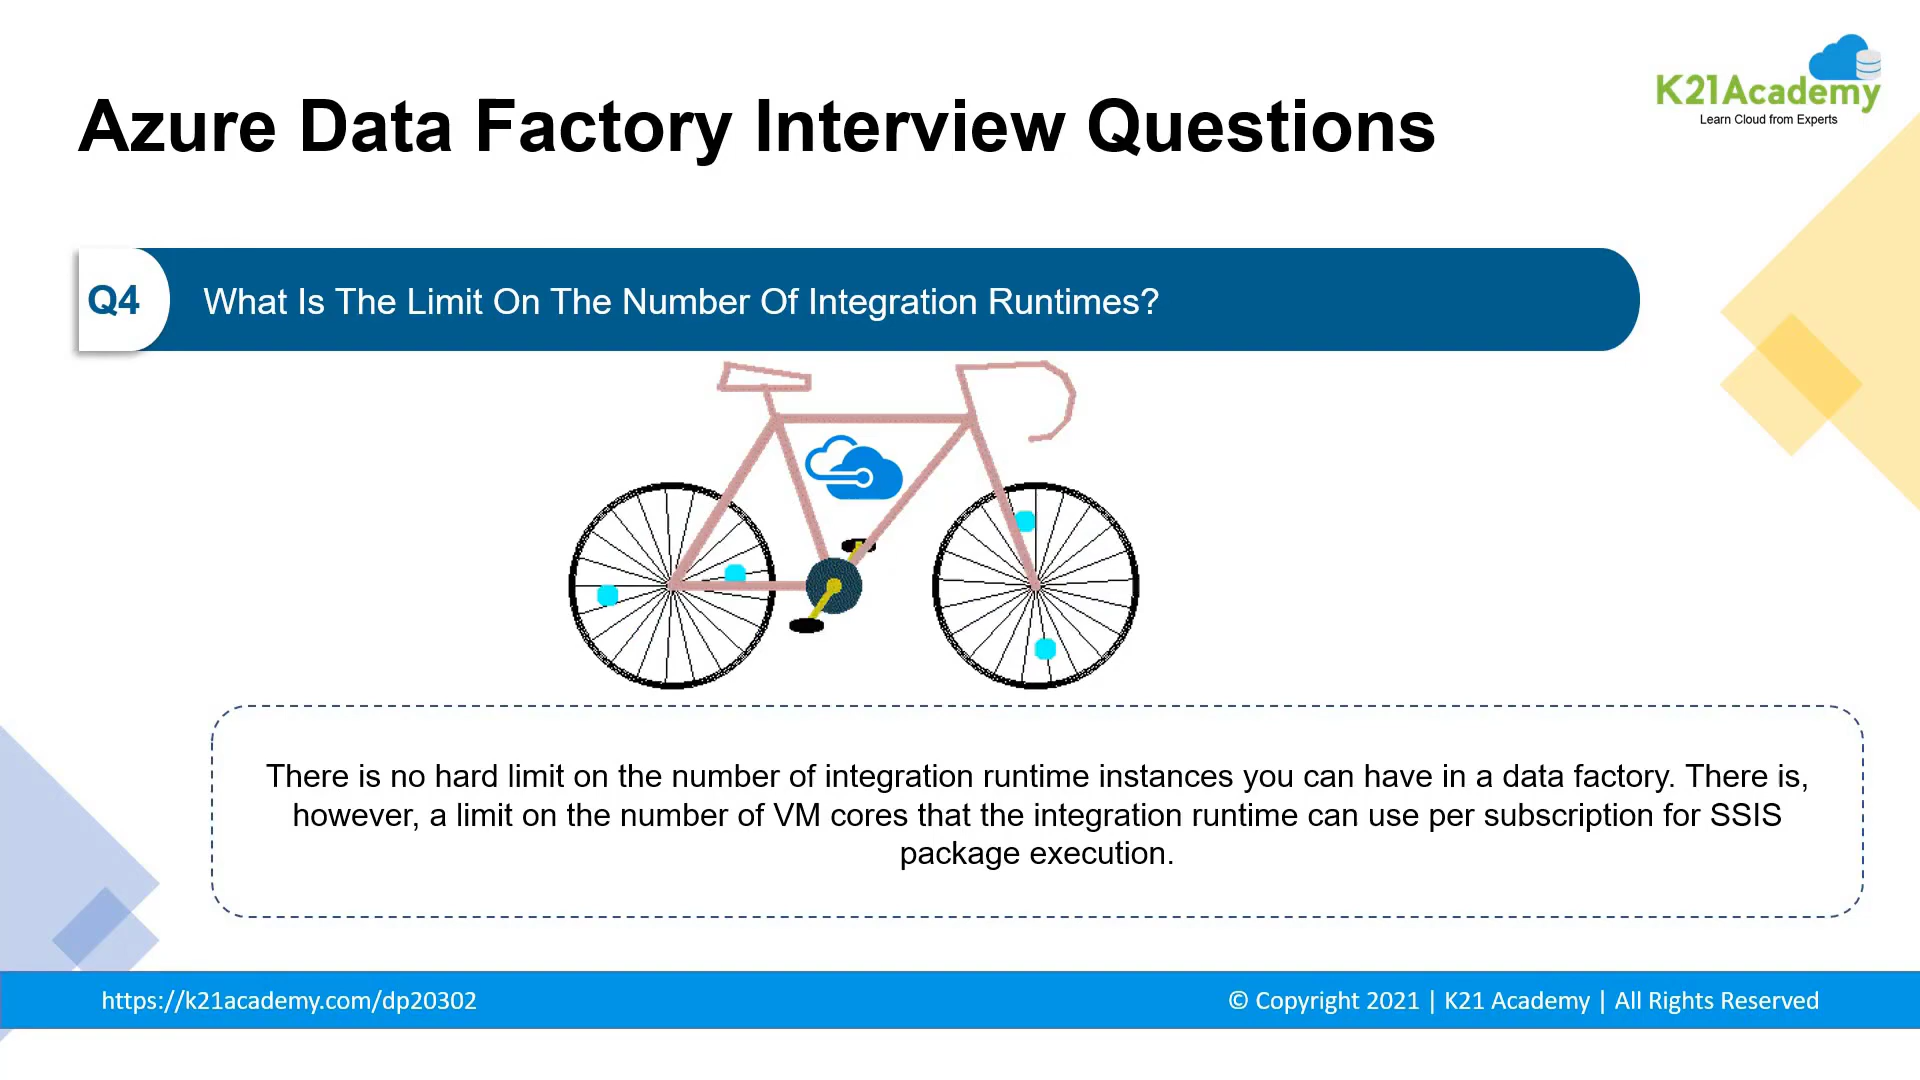 K21Academy
Learn Cloud from Experts
Azure Data Factory Interview Questions
Q4
What Is The Limit On The Number Of Integration Runtimes?
There is no hard limit on the number of integration runtime instances you can have in a data factory. There is,
however, a limit on the number of VM cores that the integration runtime can use per subscription for SSIS
package execution.
https://k21academy.com/dp20302
© Copyright 2021 | K21 Academy | All Rights Reserved